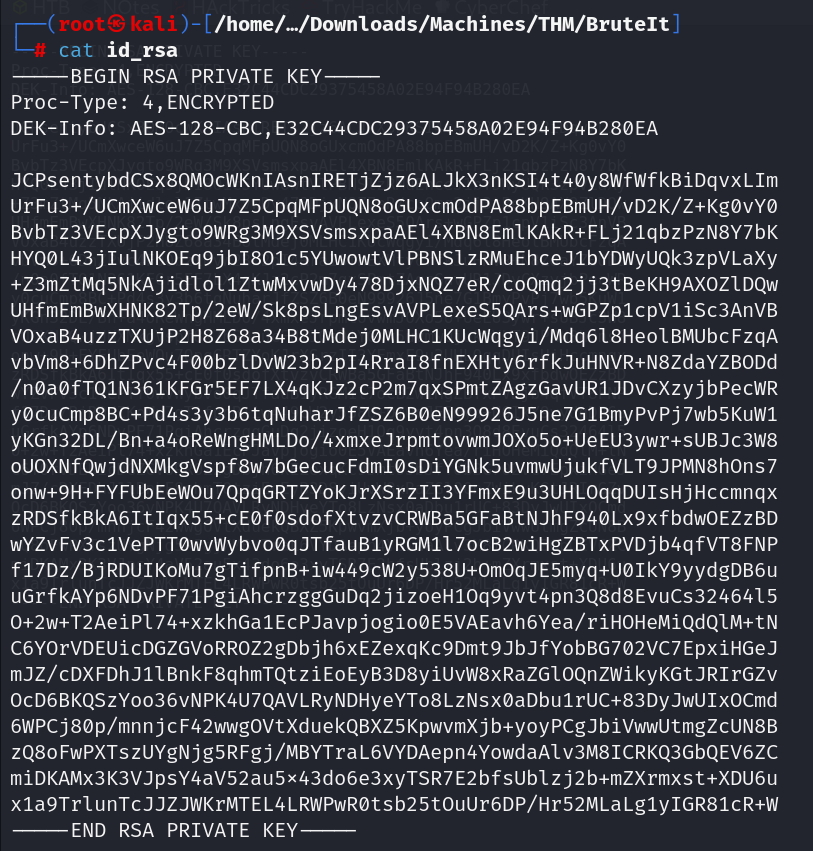 ┌──(root㉿kali)-[/home/…/Downloads/Machines/THM/BruteIt]
└─# cat id_rsa
-----BEGIN RSA PRIVATE KEY-----
Proc-Type: 4,ENCRYPTED
DEK-Info: AES-128-CBC,E32C44CDC29375458A02E94F94B280EA

JCPsentybdCSx8QMOcWKnIAsnIRETjZjz6ALJkX3nKSI4t40y8WfWfkBiDqvxLIm
UrFu3+/UCmXwceW6uJ7Z5CpqMFpUQN8oGUxcmOdPA88bpEBmUH/vD2K/Z+Kg0vY0
BvbTz3VEcpXJygto9WRg3M9XSVsmsxpaAEl4XBN8EmlKAkR+FLj21qbzPzN8Y7bK
HYQ0L43jIulNKOEq9jbI8O1c5YUwowtVlPBNSlzRMuEhceJ1bYDWyUQk3zpVLaXy
+Z3mZtMq5NkAjidlol1ZtwMxvwDy478DjxNQZ7eR/coQmq2jj3tBeKH9AXOZlDQw
UHfmEmBwXHNK82Tp/2eW/Sk8psLngEsvAVPLexeS5QArs+wGPZp1cpV1iSc3AnVB
VOxaB4uzzTXUjP2H8Z68a34B8tMdej0MLHC1KUcWqgyi/Mdq6l8HeolBMUbcFzqA
vbVm8+6DhZPvc4F00bzlDvW23b2pI4RraI8fnEXHty6rfkJuHNVR+N8ZdaYZBODd
/n0a0fTQ1N361KFGr5EF7LX4qKJz2cP2m7qxSPmtZAgzGavUR1JDvCXzyjbPecWR
y0cuCmp8BC+Pd4s3y3b6tqNuharJfZSZ6B0eN99926J5ne7G1BmyPvPj7wb5KuW1
yKGn32DL/Bn+a4oReWngHMLDo/4xmxeJrpmtovwmJOXo5o+UeEU3ywr+sUBJc3W8
oUOXNfQwjdNXMkgVspf8w7bGecucFdmI0sDiYGNk5uvmwUjukfVLT9JPMN8hOns7
onw+9H+FYFUbEeWOu7QpqGRTZYoKJrXSrzII3YFmxE9u3UHLOqqDUIsHjHccmnqx
zRDSfkBkA6ItIqx55+cE0f0sdofXtvzvCRWBa5GFaBtNJhF940Lx9xfbdwOEZzBD
wYZvFv3c1VePTT0wvWybvo0qJTfauB1yRGM1l7ocB2wiHgZBTxPVDjb4qfVT8FNP
f17Dz/BjRDUIKoMu7gTifpnB+iw449cW2y538U+OmOqJE5myq+U0IkY9yydgDB6u
uGrfkAYp6NDvPF71PgiAhcrzggGuDq2jizoeH1Oq9yvt4pn3Q8d8EvuCs32464l5
O+2w+T2AeiPl74+xzkhGa1EcPJavpjogio0E5VAEavh6Yea/riHOHeMiQdQlM+tN
C6YOrVDEUicDGZGVoRROZ2gDbjh6xEZexqKc9Dmt9JbJfYobBG702VC7EpxiHGeJ
mJZ/cDXFDhJ1lBnkF8qhmTQtziEoEyB3D8yiUvW8xRaZGlOQnZWikyKGtJRIrGZv
OcD6BKQSzYoo36vNPK4U7QAVLRyNDHyeYTo8LzNsx0aDbu1rUC+83DyJwUIxOCmd
6WPCj80p/mnnjcF42wwgOVtXduekQBXZ5KpwvmXjb+yoyPCgJbiVwwUtmgZcUN8B
zQ8oFwPXTszUYgNjg5RFgj/MBYTraL6VYDAepn4YowdaAlv3M8ICRKQ3GbQEV6ZC
miDKAMx3K3VJpsY4aV52au5×43do6e3xyTSR7E2bfsUblzj2b+mZXrmxst+XDU6u
x1a9TrlunTcJJZJWKrMTEL4LRWPwR0tsb25tOuUr6DP/Hr52MLaLg1yIGR81cR+W
-----END RSA PRIVATE KEY-----